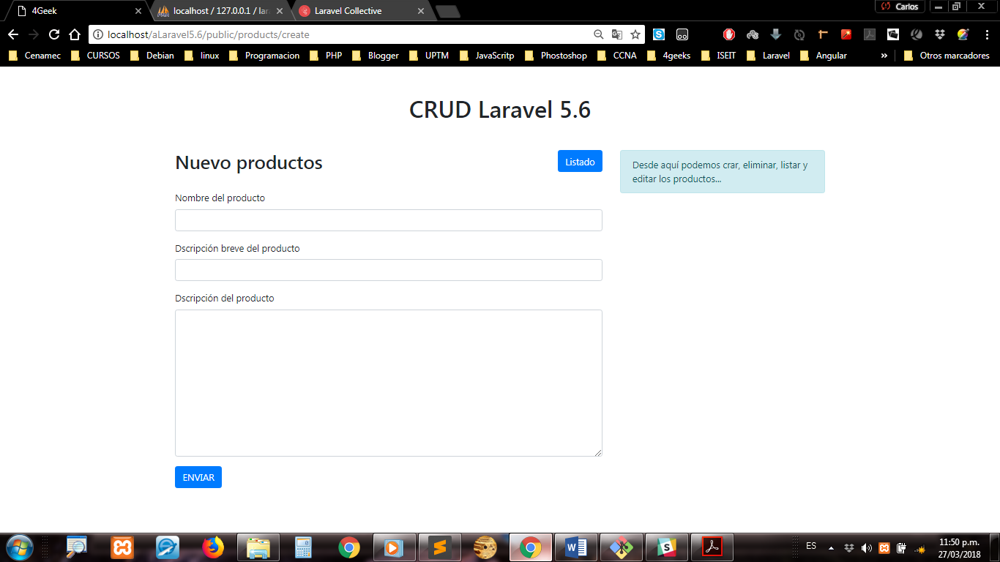 4Geek
localhost / 127.0.0.1 / lar
Laravel Collective
Carlos
localhost/aLaravel5.6/public/products/create
Cenamec CURSOS Debian linux Programacion PHP Blogger UPTM JavaScritp Phostoshop CCNA 4geeks ISEIT Laravel Angular » Otros marcadores
CRUD Laravel 5.6
Nuevo productos
Listado
Desde aquí podemos crar, eliminar, listar y
editar los productos...
Nombre del producto
Dscripción breve del producto
Dscripción del producto
ENVIAR
ES
11:50 p.m.
27/03/2018